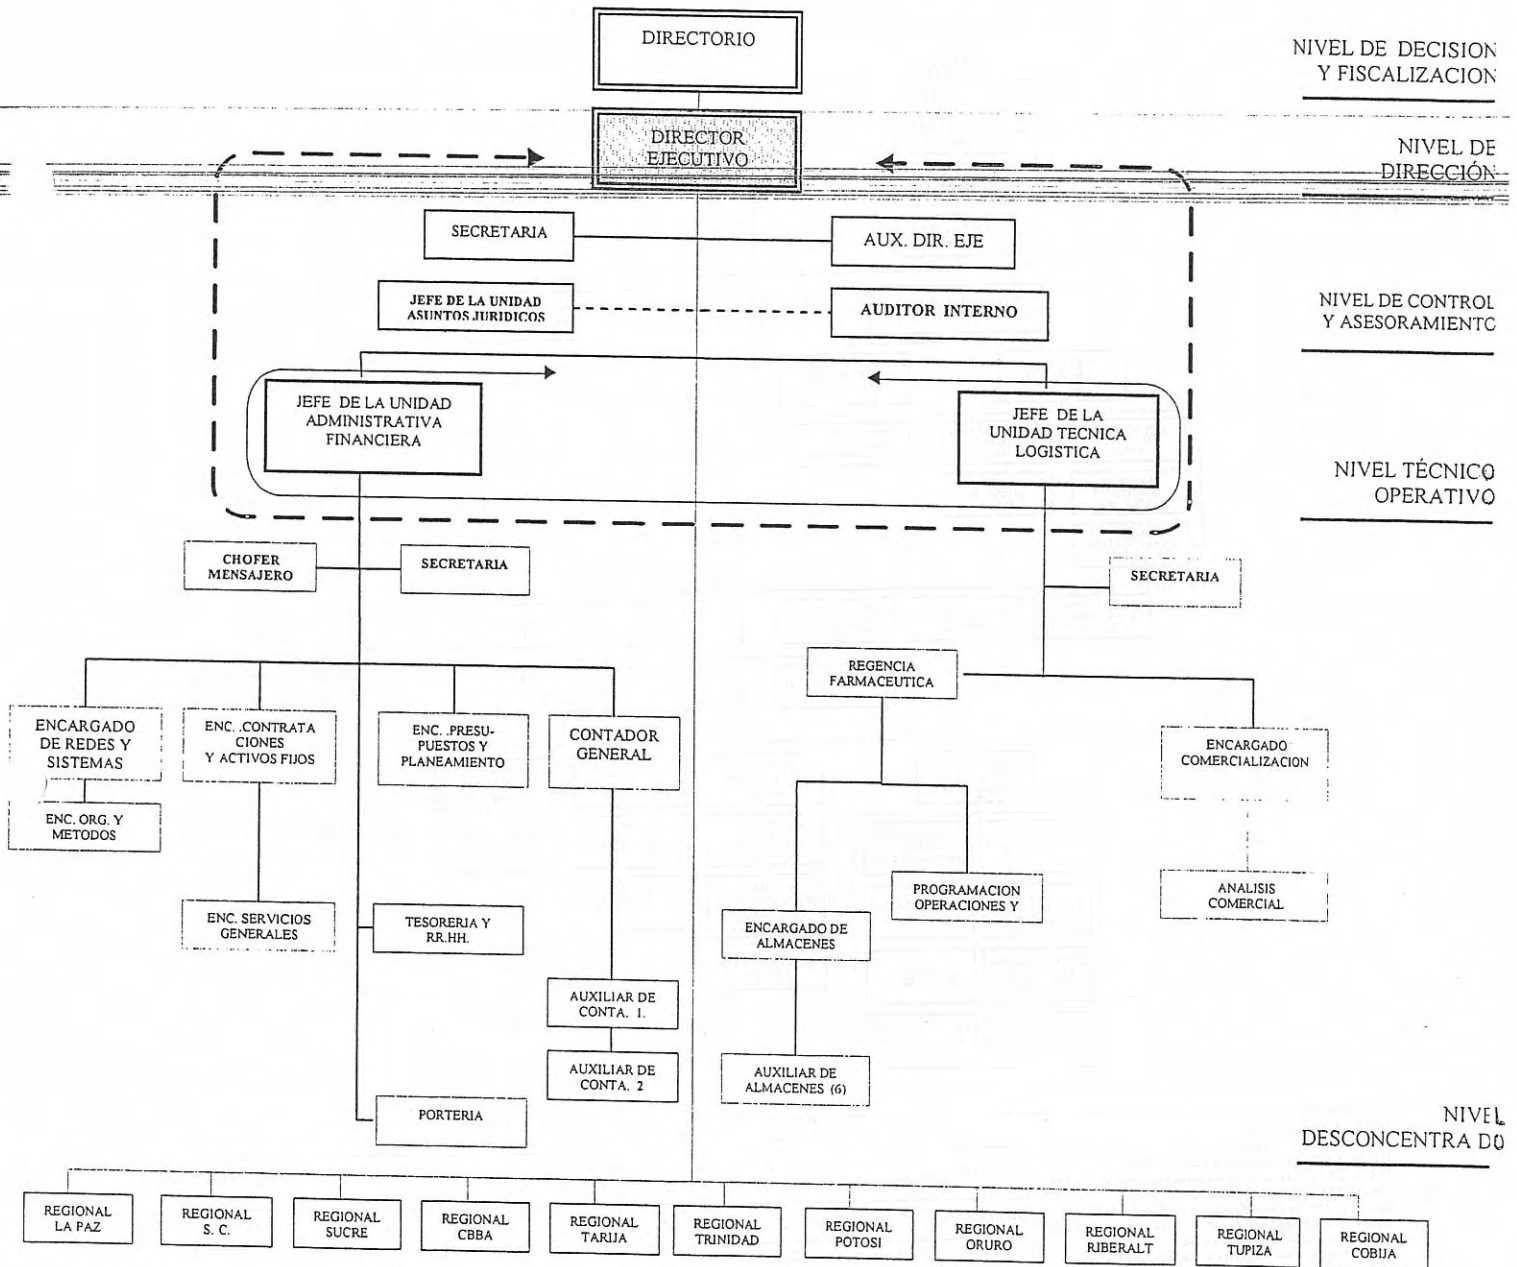 DIRECTORIO
NIVEL DE DECISION
Y FISCALIZACION
DIRECTOR
EJECUTIVO
NIVEL DE
DIRECCIÓN
SECRETARIA
AUX. DIR. EJE
JEFE DE LA UNIDAD
ASUNTOS JURIDICOS
AUDITOR INTERNO
NIVEL DE CONTROL
Y ASESORAMIENTO
JEFE DE LA UNIDAD
ADMINISTRATIVA
FINANCIERA
JEFE DE LA
UNIDAD TECNICA
LOGISTICA
NIVEL TÉCNICO
OPERATIVO
CHOFER
MENSAJERO
SECRETARIA
SECRETARIA
REGENCIA
FARMACEUTICA
ENCARGADO
DE REDES Y
SISTEMAS
ENC. .CONTRATA
CIONES
Y ACTIVOS FIJOS
ENC. .PRESU-
PUESTOS Y
PLANEAMIENTO
CONTADOR
GENERAL
ENCARGADO
COMERCIALIZACION
ENC. ORG. Y
METODOS
ENC. SERVICIOS
GENERALES
TESORERIA Y
RR.HH.
ENCARGADO DE
ALMACENES
PROGRAMACION
OPERACIONES Y
ANALISIS
COMERCIAL
AUXILIAR DE
CONTA. 1.
AUXILIAR DE
CONTA. 2
AUXILIAR DE
ALMACENES (6)
PORTERIA
NIVEL
DESCONCENTRA DO
REGIONAL
LA PAZ
REGIONAL
S. C.
REGIONAL
SUCRE
REGIONAL
CBBA
REGIONAL
TARIJA
REGIONAL
TRINIDAD
REGIONAL
POTOSI
REGIONAL
ORURO
REGIONAL
RIBERALT
REGIONAL
TUPIZA
REGIONAL
COBIJA